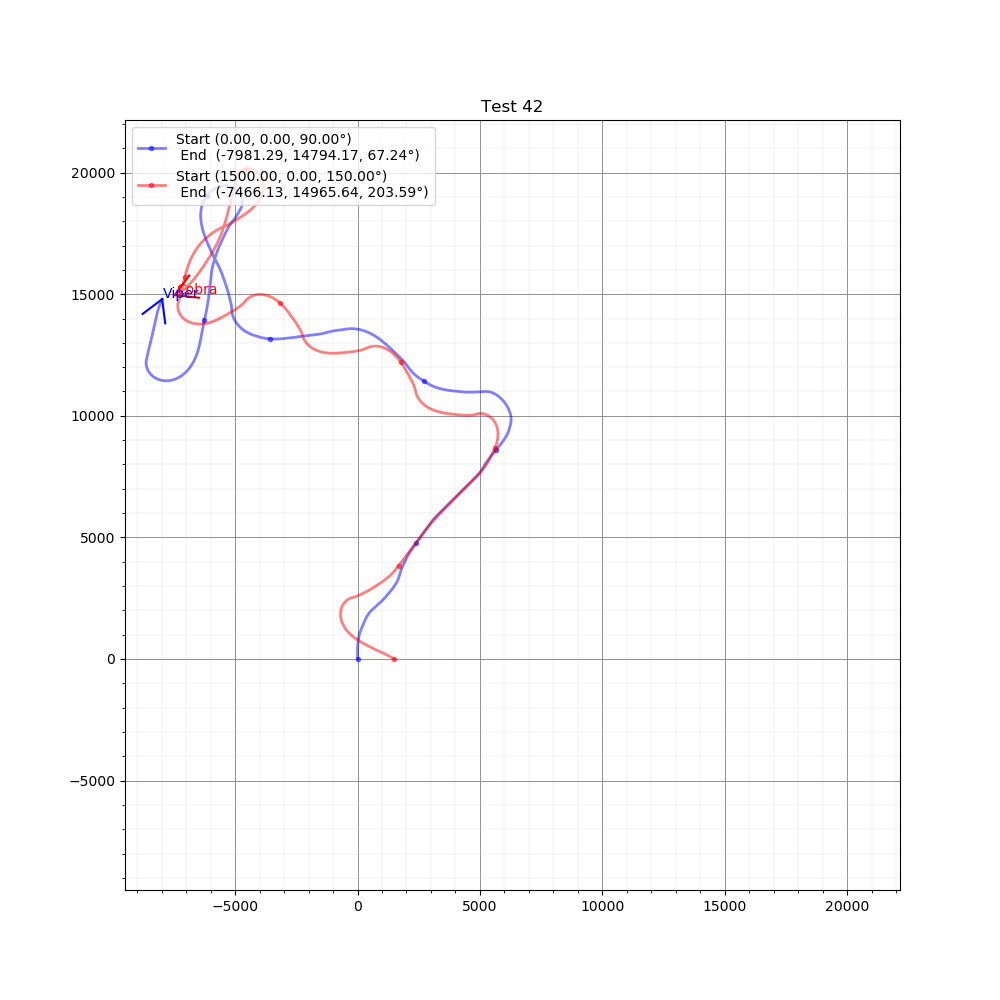 Test 42
Start (0.00, 0.00, 90.00°)
End (-7981.29, 14794.17, 67.24°)
Start (1500.00, 0.00, 150.00°)
End (-7466.13, 14965.64, 203.59°)
20000
15000
10000
5000
0
−5000
Viper
Cobra
−5000
0
5000
10000
15000
20000